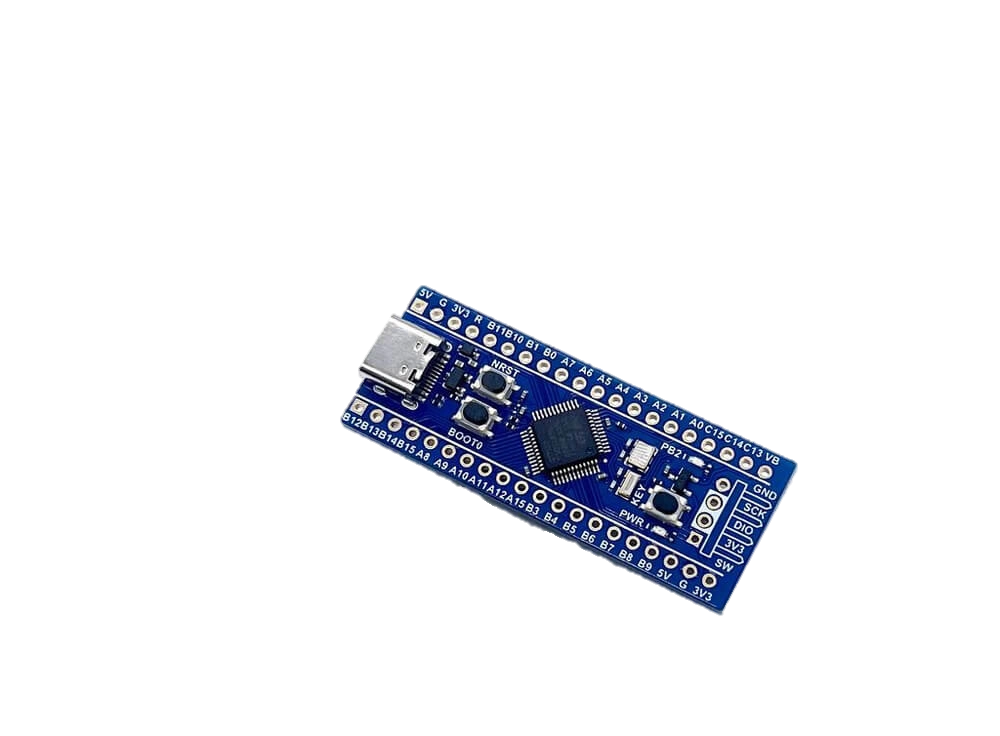 5V G 3V3 R B11 B10 B1 B0 A7 A6 A5 A4 A3 A2 A1 A0 C15 C14 C13 VB
NRST
BOOT0
PB2
KEY
PWR
GND
SCK
DIO
3V3
SW
B12 B13 B14 B15 A8 A9 A10 A11 A12 A15 B3 B4 B5 B6 B7 B8 B9 5V G 3V3